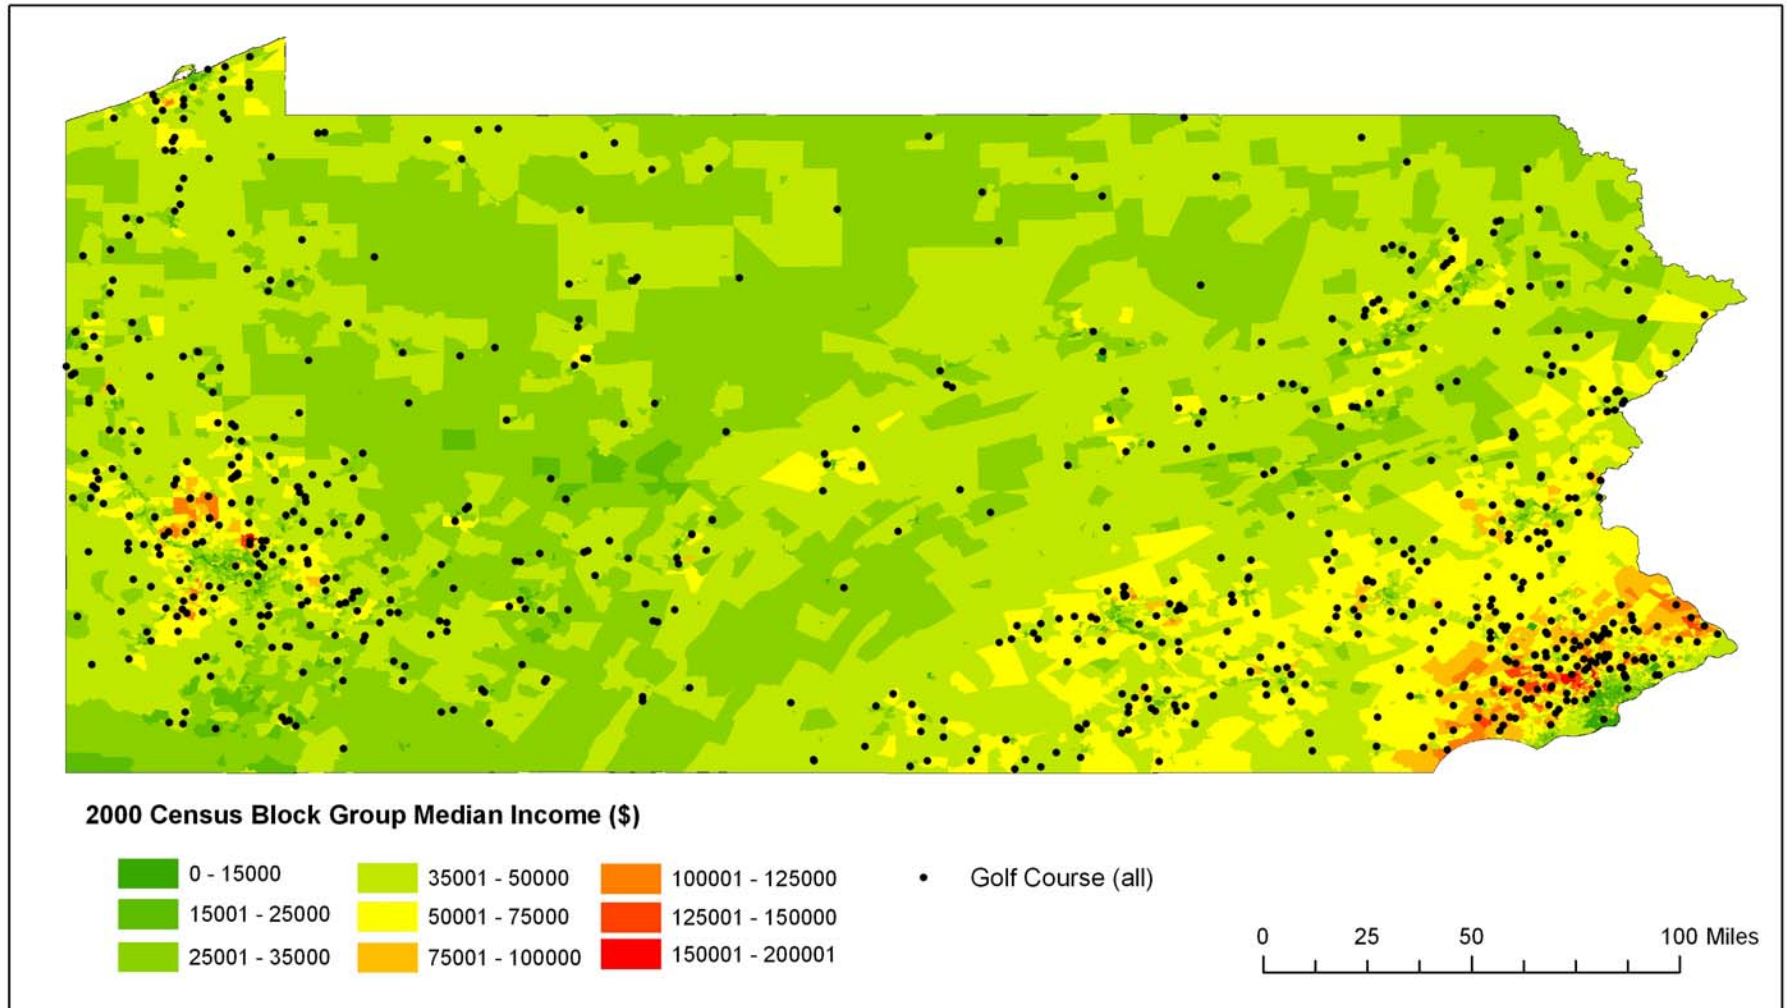 2000 Census Block Group Median Income ($)
0 - 15000
15001 - 25000
25001 - 35000
35001 - 50000
50001 - 75000
75001 - 100000
100001 - 125000
125001 - 150000
150001 - 200001
Golf Course (all)
0 25 50 100 Miles